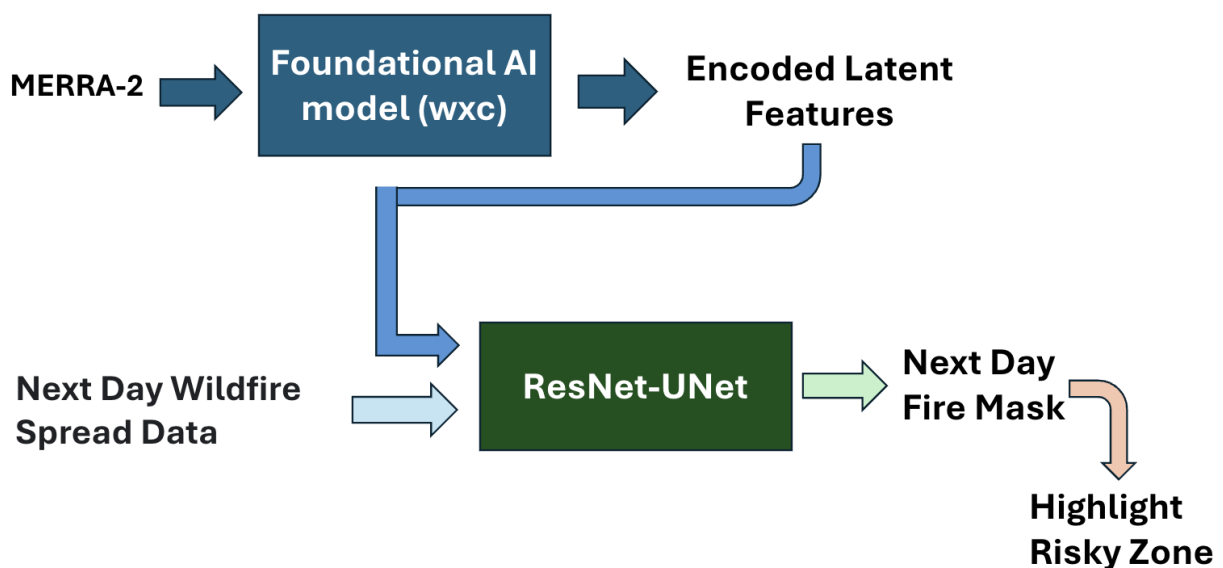 MERRA-2
Foundational AI
model (wxc)
Encoded Latent
Features
Next Day Wildfire
Spread Data
ResNet-UNet
Next Day
Fire Mask
Highlight
Risky Zone